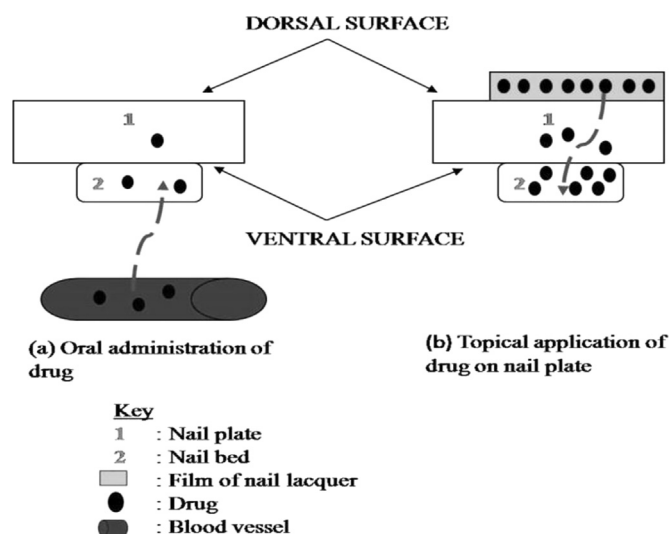 DORSAL SURFACE
1
2
1
2
VENTRAL SURFACE
(a) Oral administration of
drug
(b) Topical application of
drug on nail plate
Key
1 : Nail plate
2 : Nail bed
: Film of nail lacquer
: Drug
: Blood vessel